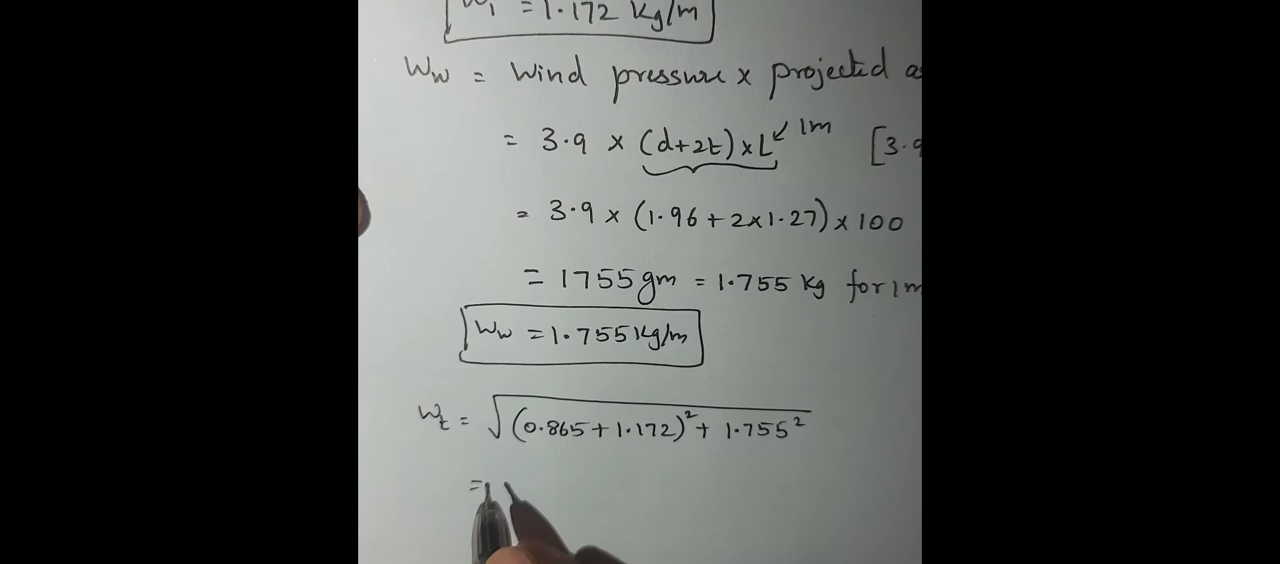 Wi = 1.172 Kg/m
Ww = Wind pressure x projected a
= 3.9 x (d+2t) x L ↙ 1m [3.9
= 3.9 x (1.96 + 2x1.27) x 100
= 1755 gm = 1.755 Kg for 1m
Ww = 1.755 Kg/m
Wt = √(0.865 + 1.172)² + 1.755²
=